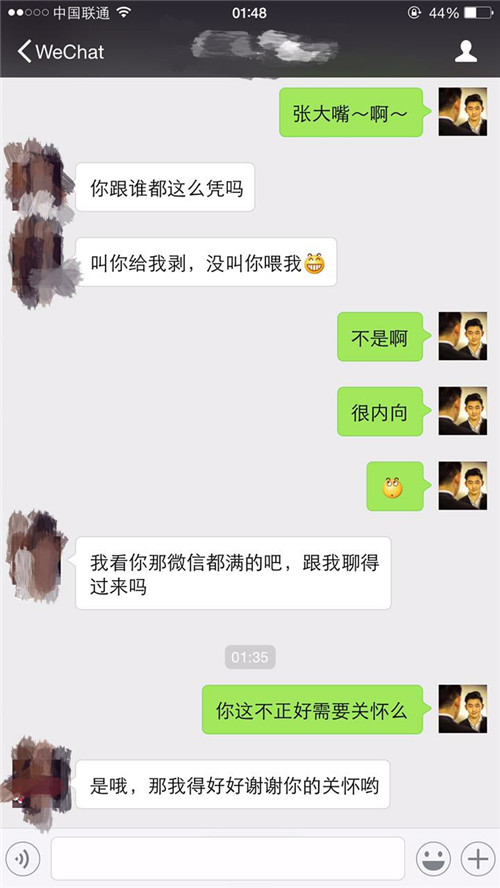 中国联通
01:48
44%
WeChat
张大嘴～啊～
你跟谁都这么凭吗
叫你给我剥，没叫你喂我
不是啊
很内向
我看你那微信都满的吧，跟我聊得
过来吗
01:35
你这不正好需要关怀么
是哦，那我得好好谢谢你的关怀哟